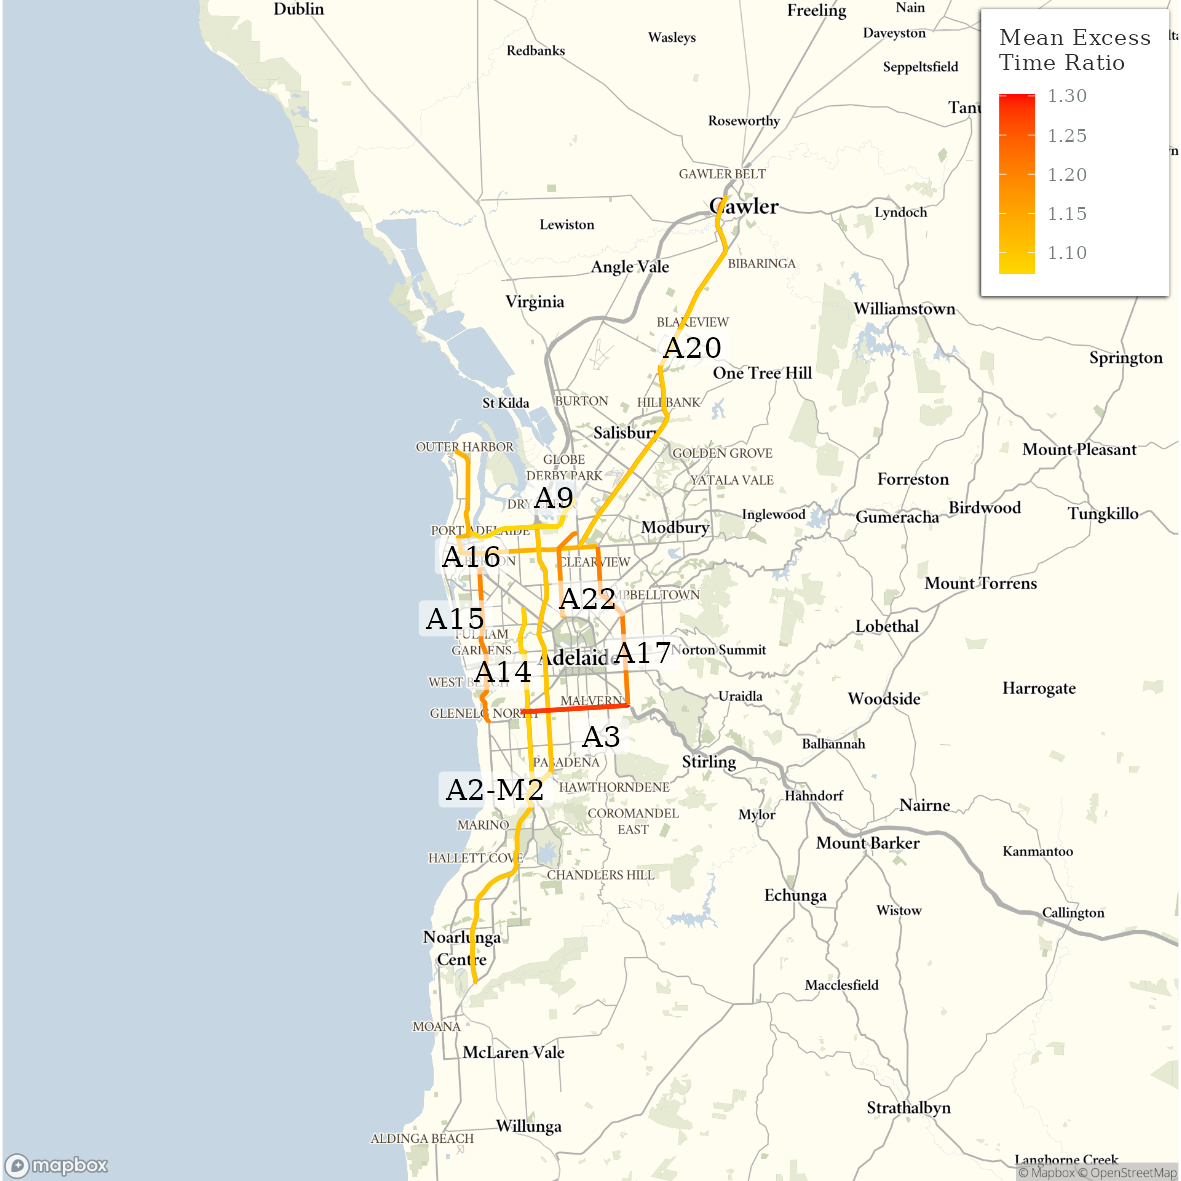 Dublin
Freeling
Nain
Daveyston
Wasleys
Redbanks
Seppeltsfield
Mean Excess
Time Ratio
1.30
1.25
1.20
1.15
1.10
Roseworthy
GAWLER BELT
Gawler
Lyndoch
Lewiston
Angle Vale
BIBARINGA
Virginia
Williamstown
BLAKEVIEW
A20
Springton
One Tree Hill
St Kilda
BURTON
HILLBANK
Salisbury
OUTER HARBOR
GOLDEN GROVE
Mount Pleasant
GLOBE
DERBY PARK
YATALA VALE
Forreston
A9
Birdwood
Inglewood
Gumeracha
Tungkillo
PORT ADELAIDE
Modbury
A16
CLEARVIEW
Mount Torrens
A22
A15
Lobethal
FULHAM
GARDENS
Adelaide
A17
Norton Summit
A14
WEST BEACH
Harrogate
Uraidla
Woodside
GLENELG NORTH
MALVERN
A3
Balhannah
Stirling
PASADENA
A2-M2
HAWTHORNDENE
Hahndorf
Nairne
COROMANDEL
EAST
Mylor
MARINO
Mount Barker
Kanmantoo
HALLETT COVE
CHANDLERS HILL
Echunga
Wistow
Callington
Noarlunga
Centre
Macclesfield
MOANA
McLaren Vale
Strathalbyn
Willunga
ALDINGA BEACH
Langhorne Creek
mapbox
© Mapbox © OpenStreetMap